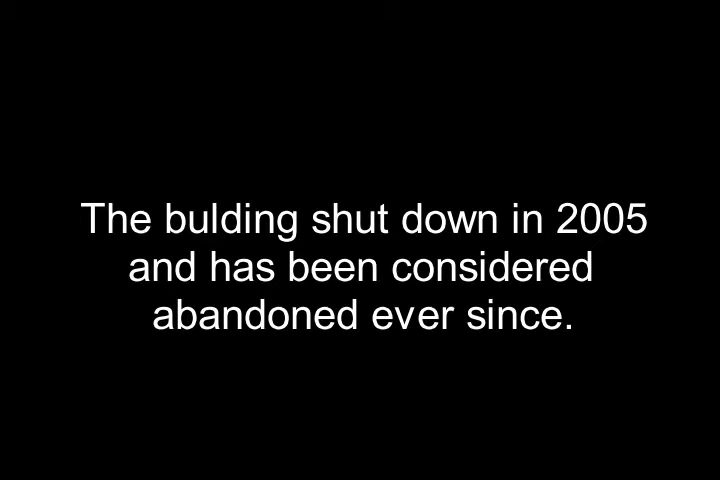 The bulding shut down in 2005
and has been considered
abandoned ever since.